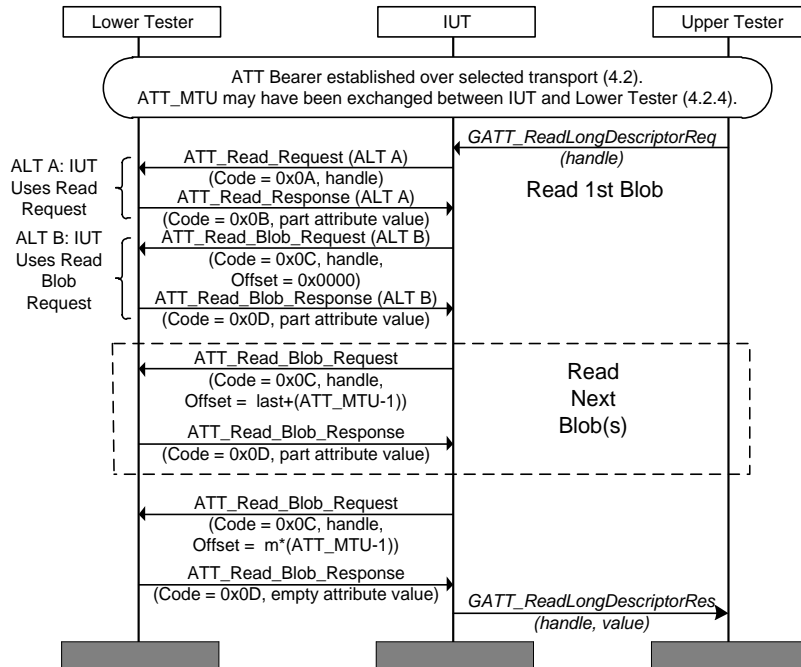 Lower Tester
IUT
Upper Tester
ATT Bearer established over selected transport (4.2).
ATT_MTU may have been exchanged between IUT and Lower Tester (4.2.4).
GATT_ReadLongDescriptorReq
(handle)
ALT A: IUT
Uses Read
Request
ATT_Read_Request (ALT A)
(Code = 0x0A, handle)
ATT_Read_Response (ALT A)
(Code = 0x0B, part attribute value)
Read 1st Blob
ALT B: IUT
Uses Read
Blob
Request
ATT_Read_Blob_Request (ALT B)
(Code = 0x0C, handle,
Offset = 0x0000)
ATT_Read_Blob_Response (ALT B)
(Code = 0x0D, part attribute value)
ATT_Read_Blob_Request
(Code = 0x0C, handle,
Offset =  last+(ATT_MTU-1))
ATT_Read_Blob_Response
(Code = 0x0D, part attribute value)
Read
Next
Blob(s)
ATT_Read_Blob_Request
(Code = 0x0C, handle,
Offset =  m*(ATT_MTU-1))
ATT_Read_Blob_Response
(Code = 0x0D, empty attribute value)
GATT_ReadLongDescriptorRes
(handle, value)